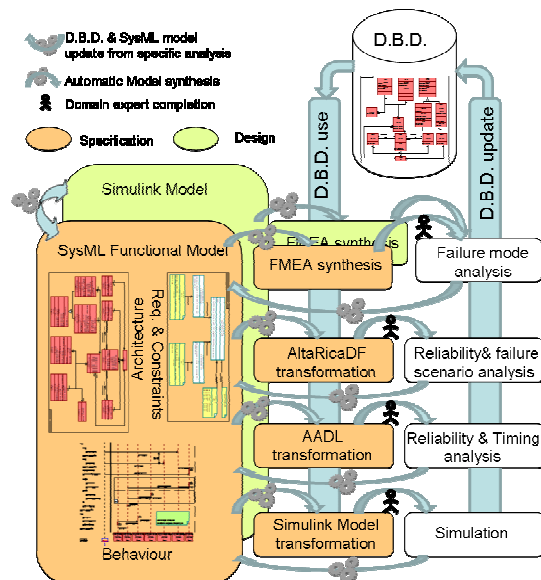 D.B.D. & SysML model
update from specific analysis
Automatic Model synthesis
Domain expert completion
Specification
Design
D.B.D.
D.B.D. use
D.B.D. update
Simulink Model
SysML Functional Model
Architecture
Req. & Constraints
Behaviour
FMEA synthesis
FMEA synthesis
Failure mode
analysis
AltaRicaDF
transformation
Reliability& failure
scenario analysis
AADL
transformation
Reliability & Timing
analysis
Simulink Model
transformation
Simulation